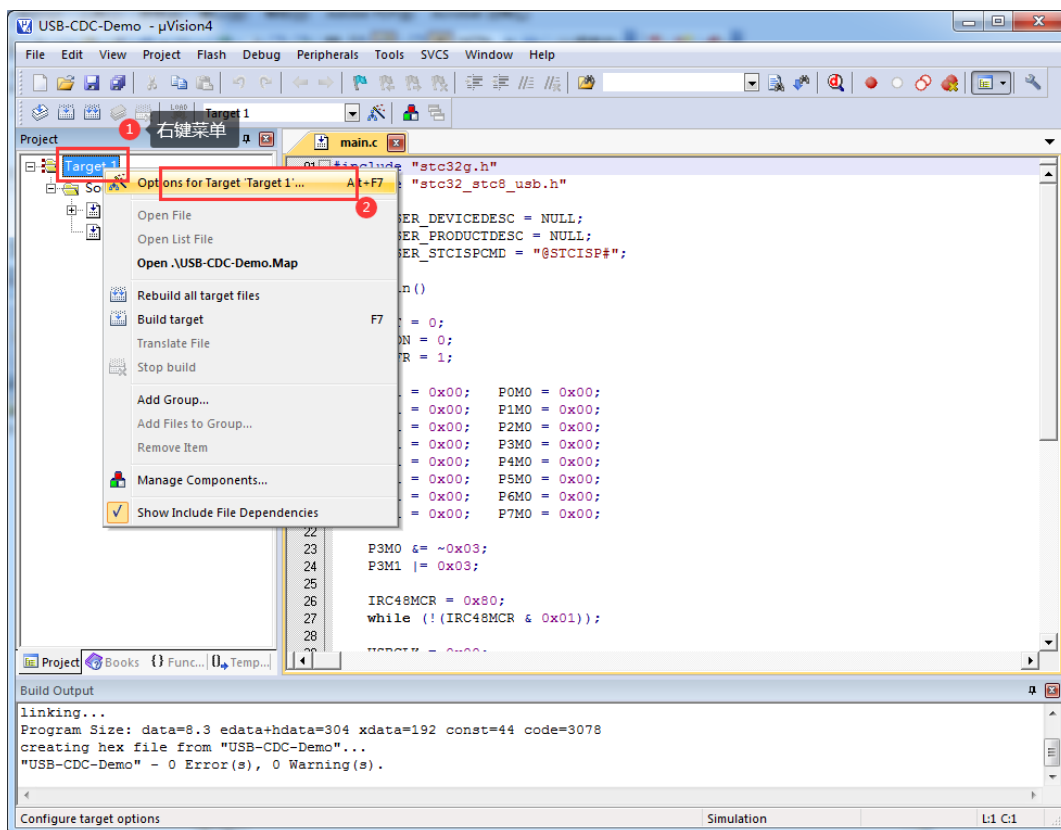 USB-CDC-Demo - µVision4
File Edit View Project Flash Debug Peripherals Tools SVCS Window Help
LOAD Target 1
Project
1 右键菜单
main.c
Target 1
Options for Target 'Target 1'... Alt+F7
2
Open File
Open List File
Open .\USB-CDC-Demo.Map
Rebuild all target files
Build target F7
Translate File
Stop build
Add Group...
Add Files to Group...
Remove Item
Manage Components...
Show Include File Dependencies
01 #include "stc32g.h"
"stc32_stc8_usb.h"
SER_DEVICEDESC = NULL;
SER_PRODUCTDESC = NULL;
SER_STCISPCMD = "@STCISP#";
in()
= 0;
= 0;
= 1;
= 0x00; P0M0 = 0x00;
= 0x00; P1M0 = 0x00;
= 0x00; P2M0 = 0x00;
= 0x00; P3M0 = 0x00;
= 0x00; P4M0 = 0x00;
= 0x00; P5M0 = 0x00;
= 0x00; P6M0 = 0x00;
= 0x00; P7M0 = 0x00;
22
23 P3M0 &= ~0x03;
24 P3M1 |= 0x03;
25
26 IRC48MCR = 0x80;
27 while (!(IRC48MCR & 0x01));
28
Project Books {} Func... Temp...
Build Output
linking...
Program Size: data=8.3 edata+hdata=304 xdata=192 const=44 code=3078
creating hex file from "USB-CDC-Demo"...
"USB-CDC-Demo" - 0 Error(s), 0 Warning(s).
Configure target options Simulation L:1 C:1